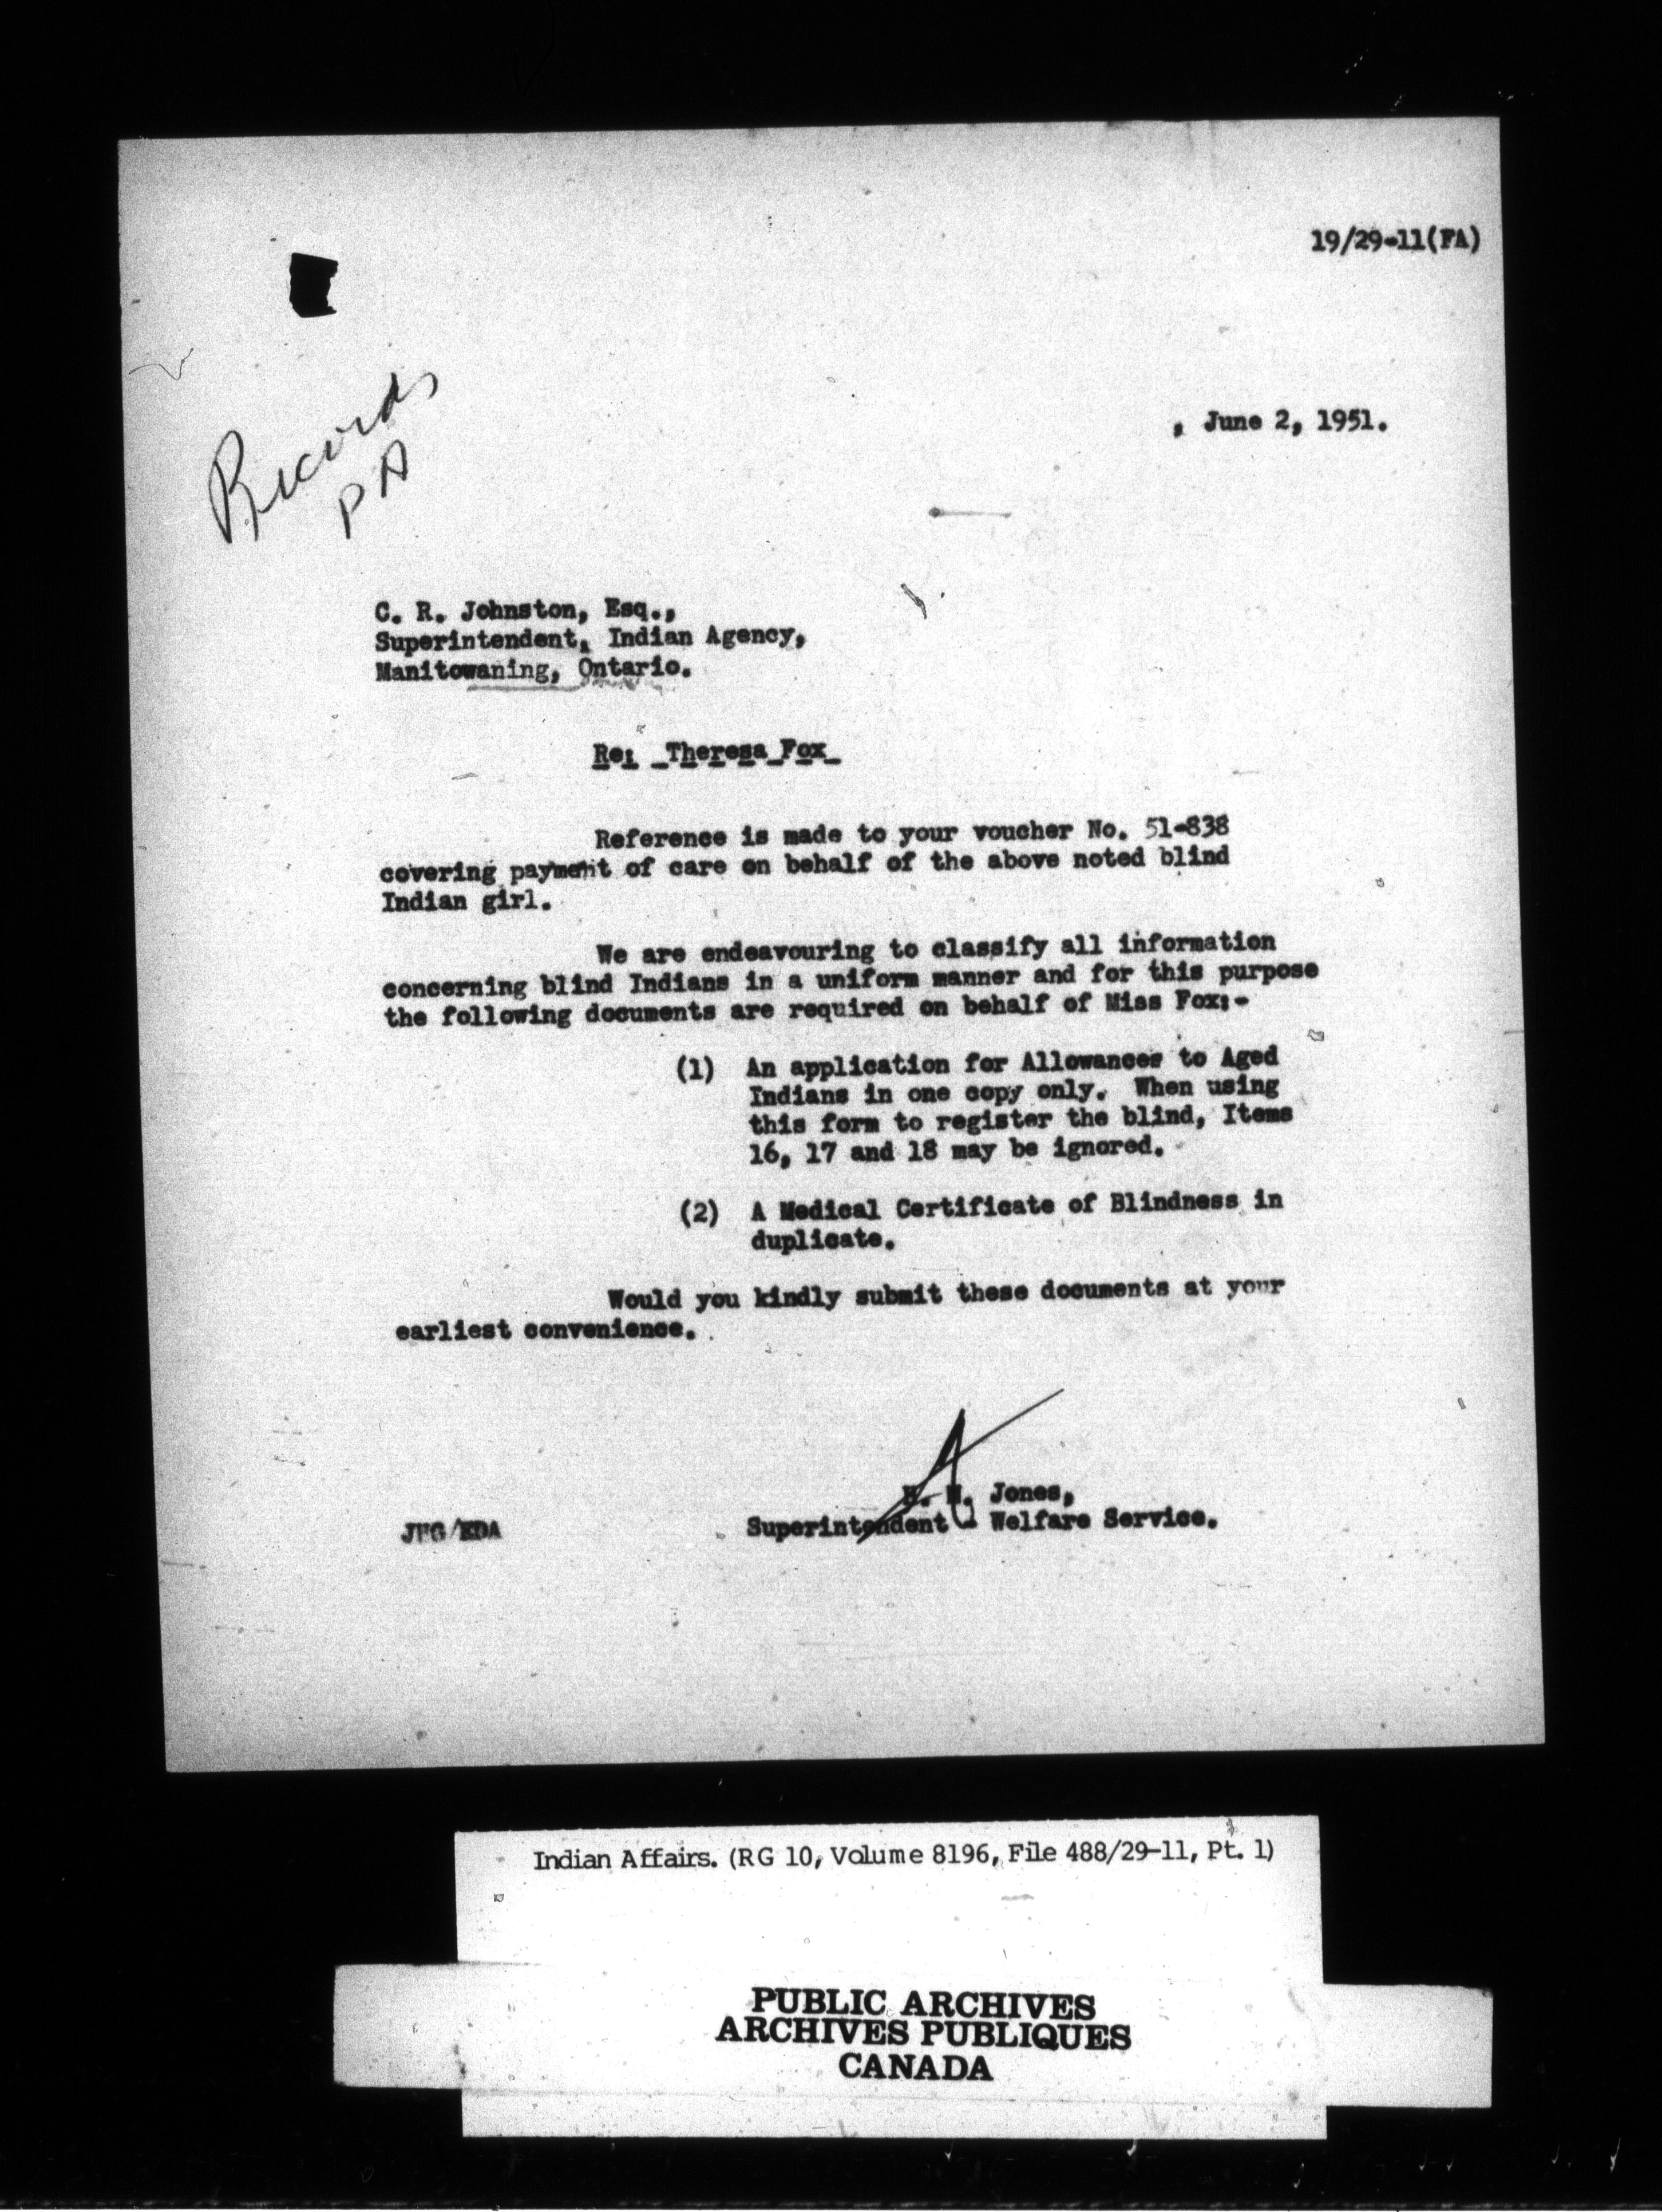 19/29-11(FA)
Records
PA
, June 2, 1951.
C. R. Johnston, Esq.,
Superintendent, Indian Agency,
Manitowaning, Ontario.
Re: Theresa Fox
Reference is made to your voucher No. 51-838
covering payment of care on behalf of the above noted blind
Indian girl.
We are endeavouring to classify all information
concerning blind Indians in a uniform manner and for this purpose
the following documents are required on behalf of Miss Fox:-
(1) An application for Allowances to Aged
Indians in one copy only. When using
this form to register the blind, Items
16, 17 and 18 may be ignored.
(2) A Medical Certificate of Blindness in
duplicate.
Would you kindly submit these documents at your
earliest convenience.
Jones,
JFG/EDA Superintendent - Welfare Service.
Indian Affairs. (RG 10, Volume 8196, File 488/29-11, Pt. 1)
PUBLIC ARCHIVES
ARCHIVES PUBLIQUES
CANADA